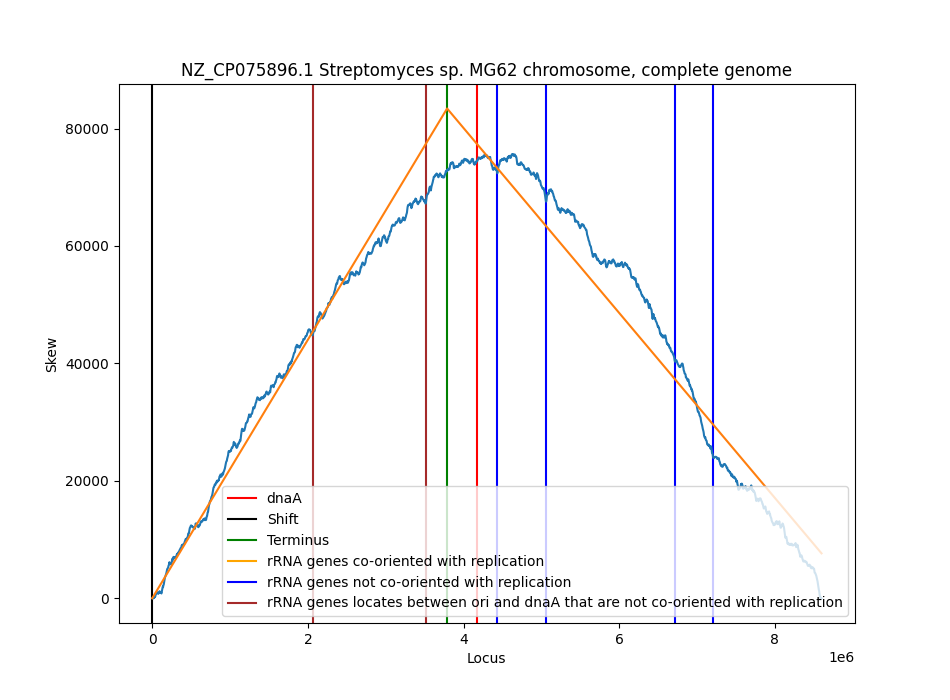 NZ_CP075896.1 Streptomyces sp. MG62 chromosome, complete genome
Skew
80000
60000
40000
20000
0
dnaA
Shift
Terminus
rRNA genes co-oriented with replication
rRNA genes not co-oriented with replication
rRNA genes locates between ori and dnaA that are not co-oriented with replication
0 2 4 6 8
1e6
Locus